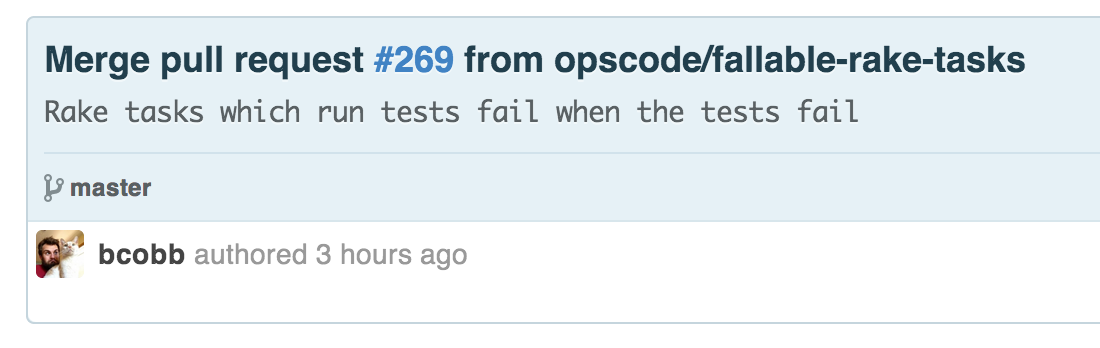 Merge pull request #269 from opscode/fallable-rake-tasks
Rake tasks which run tests fail when the tests fail
master
bcobb authored 3 hours ago